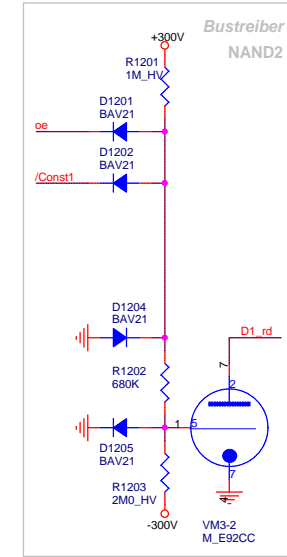 Bustreiber
NAND2
+300V
R1201
1M_HV
D1201
BAV21
oe
D1202
BAV21
/Const1
D1204
BAV21
D1_rd
7
2
R1202
680K
1
5
D1205
BAV21
7
4
R1203
2M0_HV
-300V
VM3-2
M_E92CC